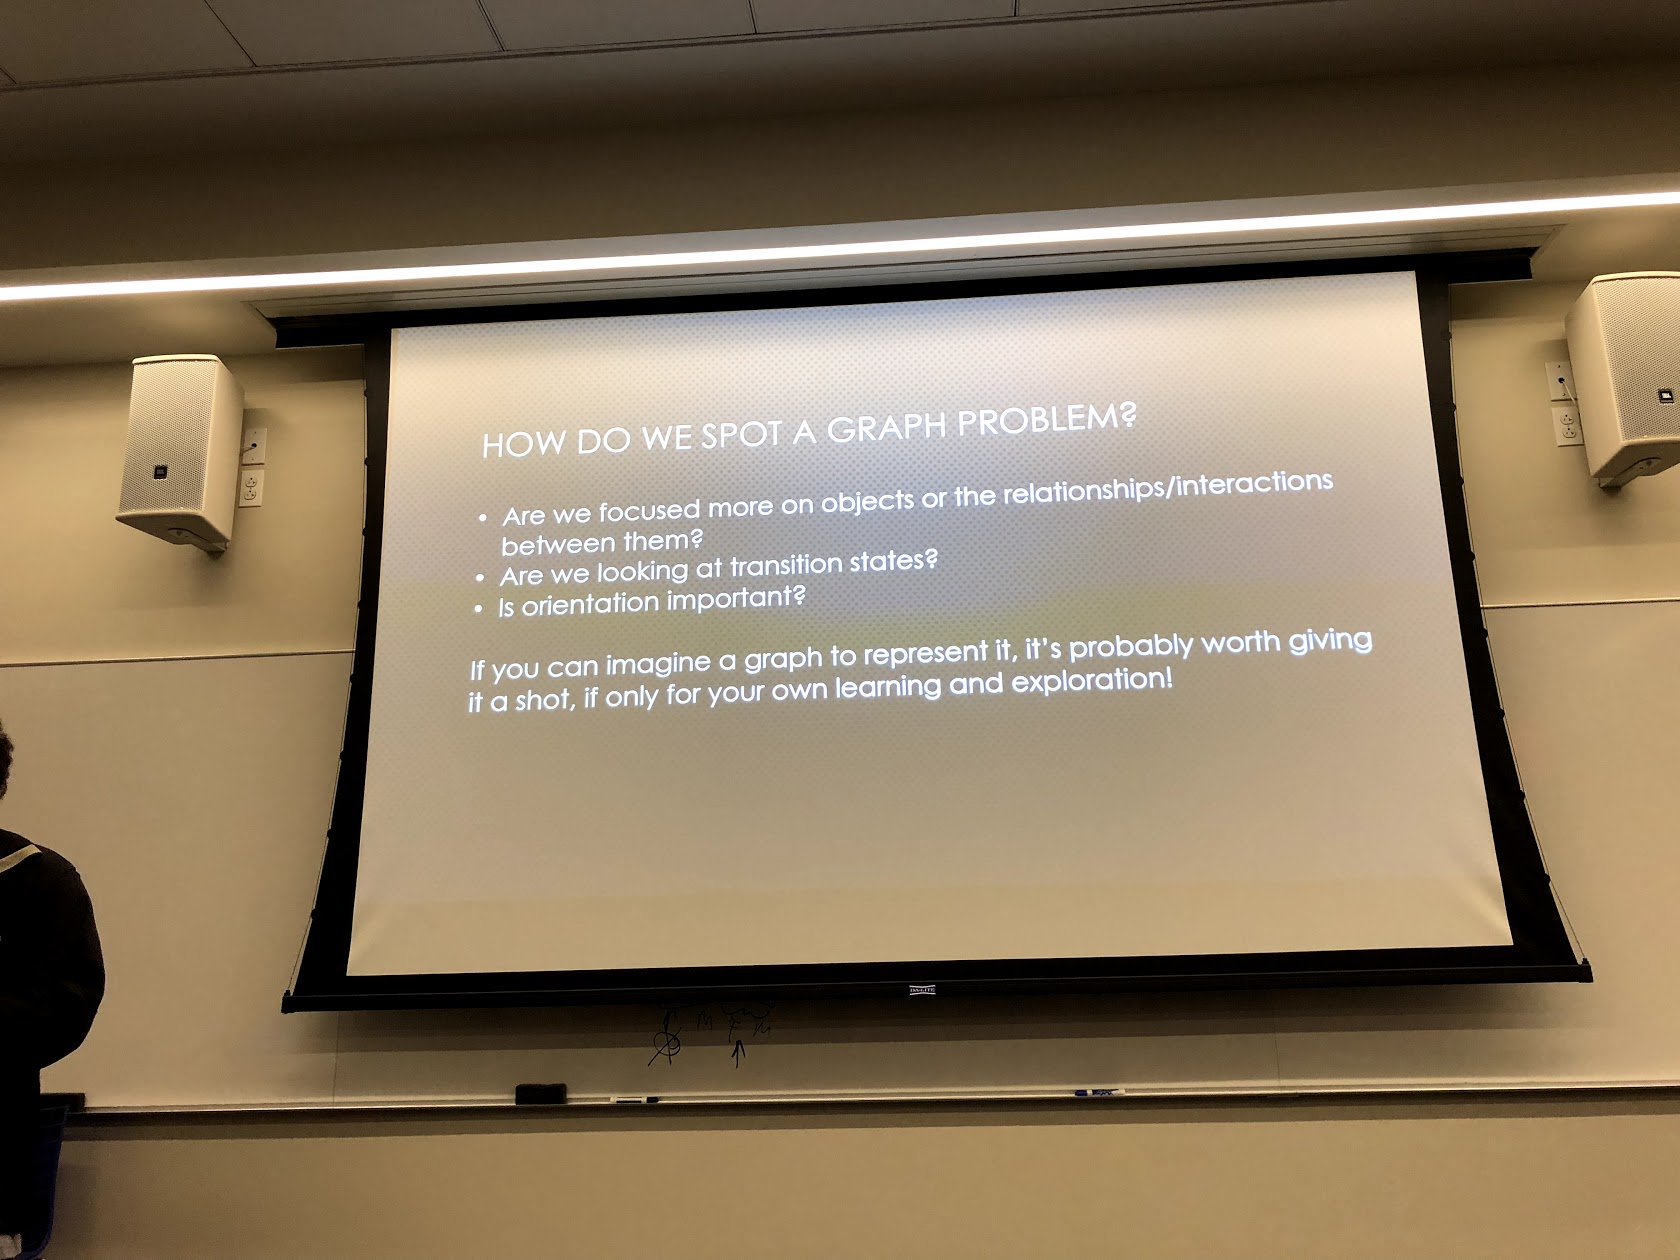 HOW DO WE SPOT A GRAPH PROBLEM?
• Are we focused more on objects or the relationships/interactions
between them?
• Are we looking at transition states?
• Is orientation important?
If you can imagine a graph to represent it, it's probably worth giving
it a shot, if only for your own learning and exploration!
DA-LITE